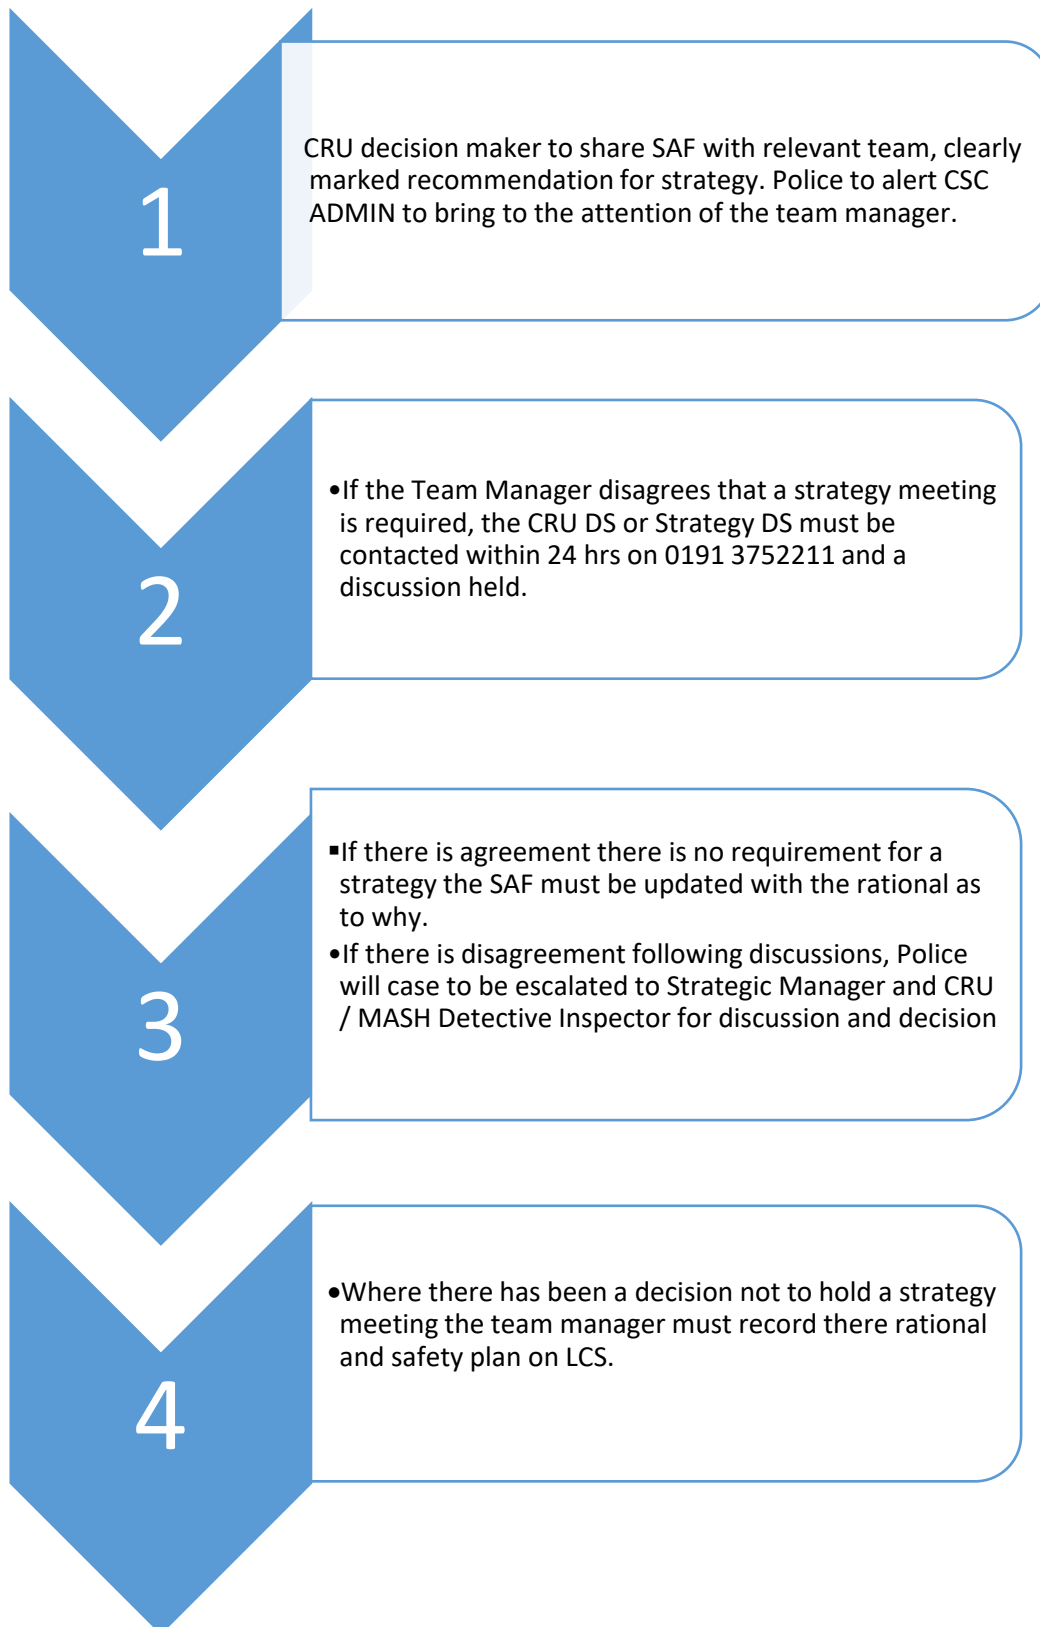 1
CRU decision maker to share SAF with relevant team, clearly
marked recommendation for strategy. Police to alert CSC
ADMIN to bring to the attention of the team manager.
2
•If the Team Manager disagrees that a strategy meeting
is required, the CRU DS or Strategy DS must be
contacted within 24 hrs on 0191 3752211 and a
discussion held.
3
▪If there is agreement there is no requirement for a
strategy the SAF must be updated with the rational as
to why.
•If there is disagreement following discussions, Police
will case to be escalated to Strategic Manager and CRU
/ MASH Detective Inspector for discussion and decision
4
•Where there has been a decision not to hold a strategy
meeting the team manager must record there rational
and safety plan on LCS.